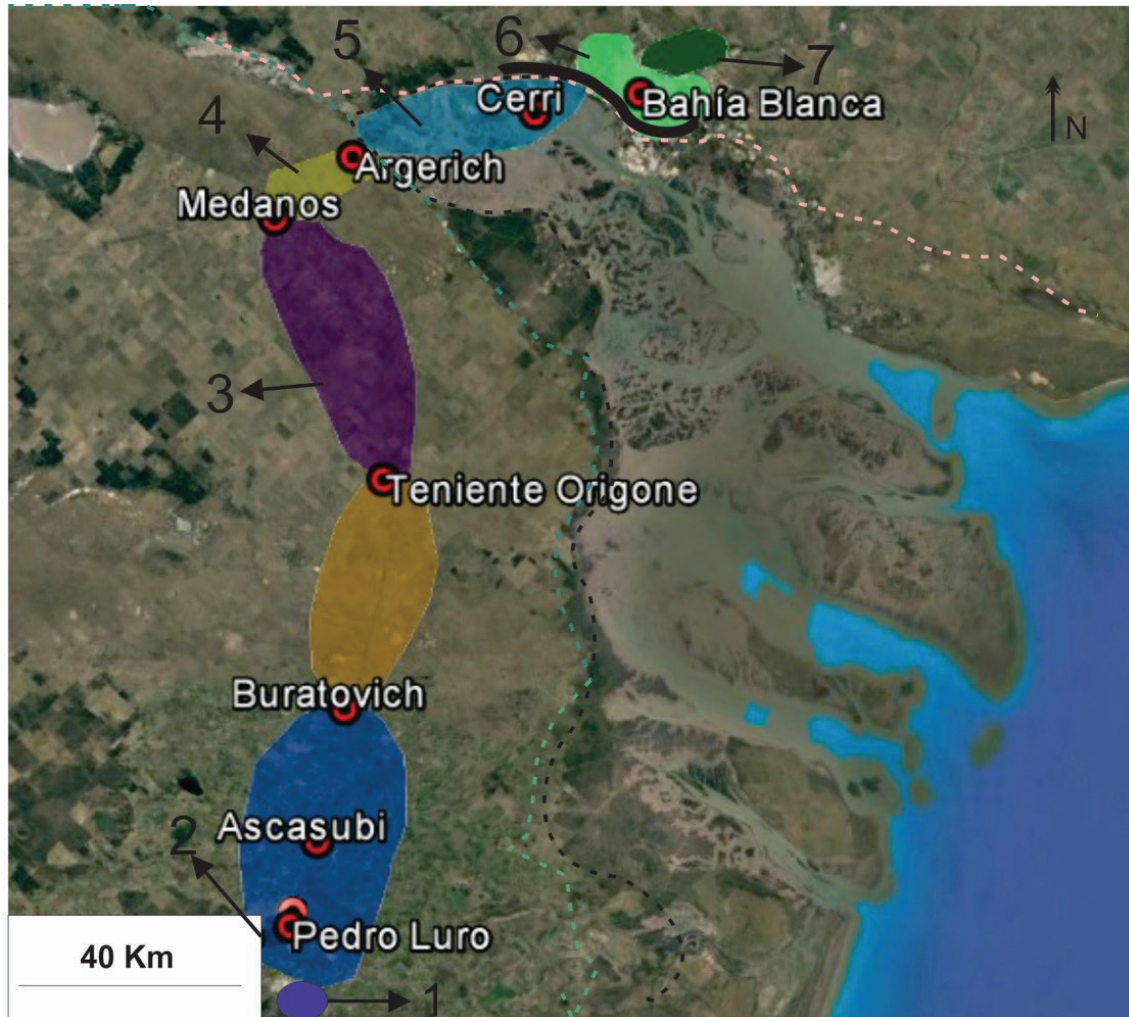 6
7
5
Cerri
Bahía Blanca
N
4
Argerich
Medanos
3
Teniente Origone
Buratovich
2
Ascasubi
Pedro Luro
40 Km
1